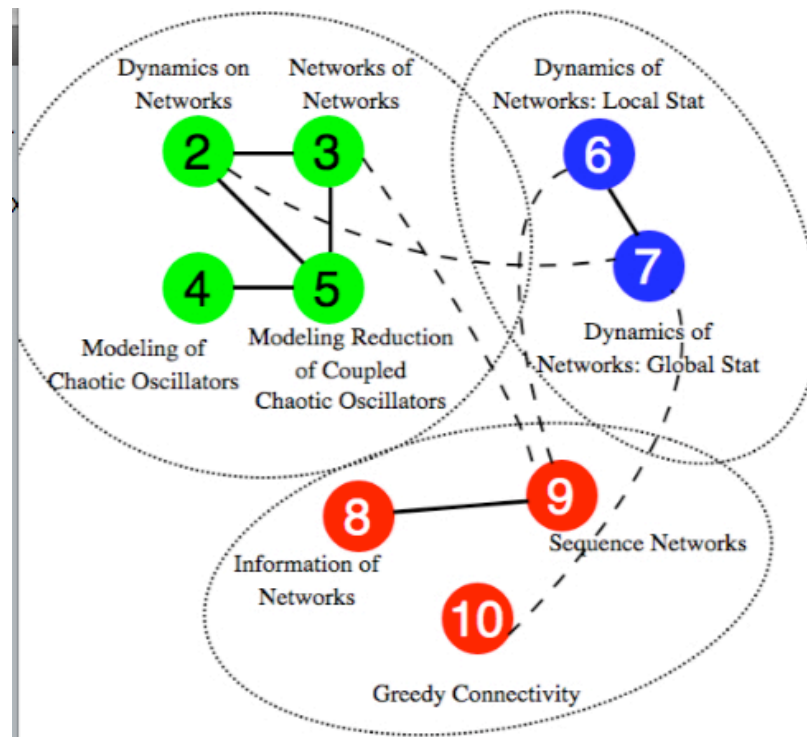 Dynamics on
Networks
Networks of
Networks
2
3
4
5
Modeling of
Chaotic Oscillators
Modeling Reduction
of Coupled
Chaotic Oscillators
Dynamics of
Networks: Local Stat
6
7
Dynamics of
Networks: Global Stat
8
9
Information of
Networks
Sequence Networks
10
Greedy Connectivity